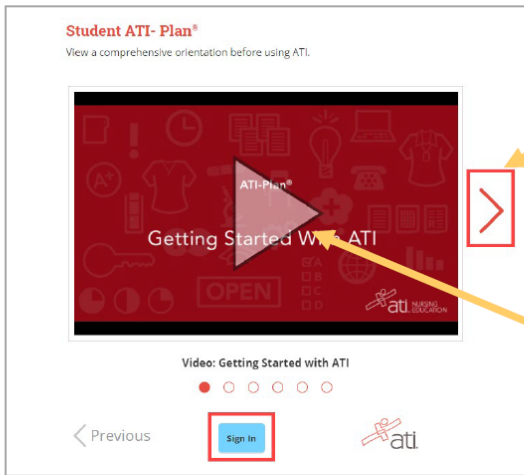 Student ATI- Plan®
View a comprehensive orientation before using ATI.
A+
ATI-Plan®
Getting Started With ATI
OPEN
A
B
C
D
ati NURSING EDUCATION
Video: Getting Started with ATI
Previous
Sign In
ati